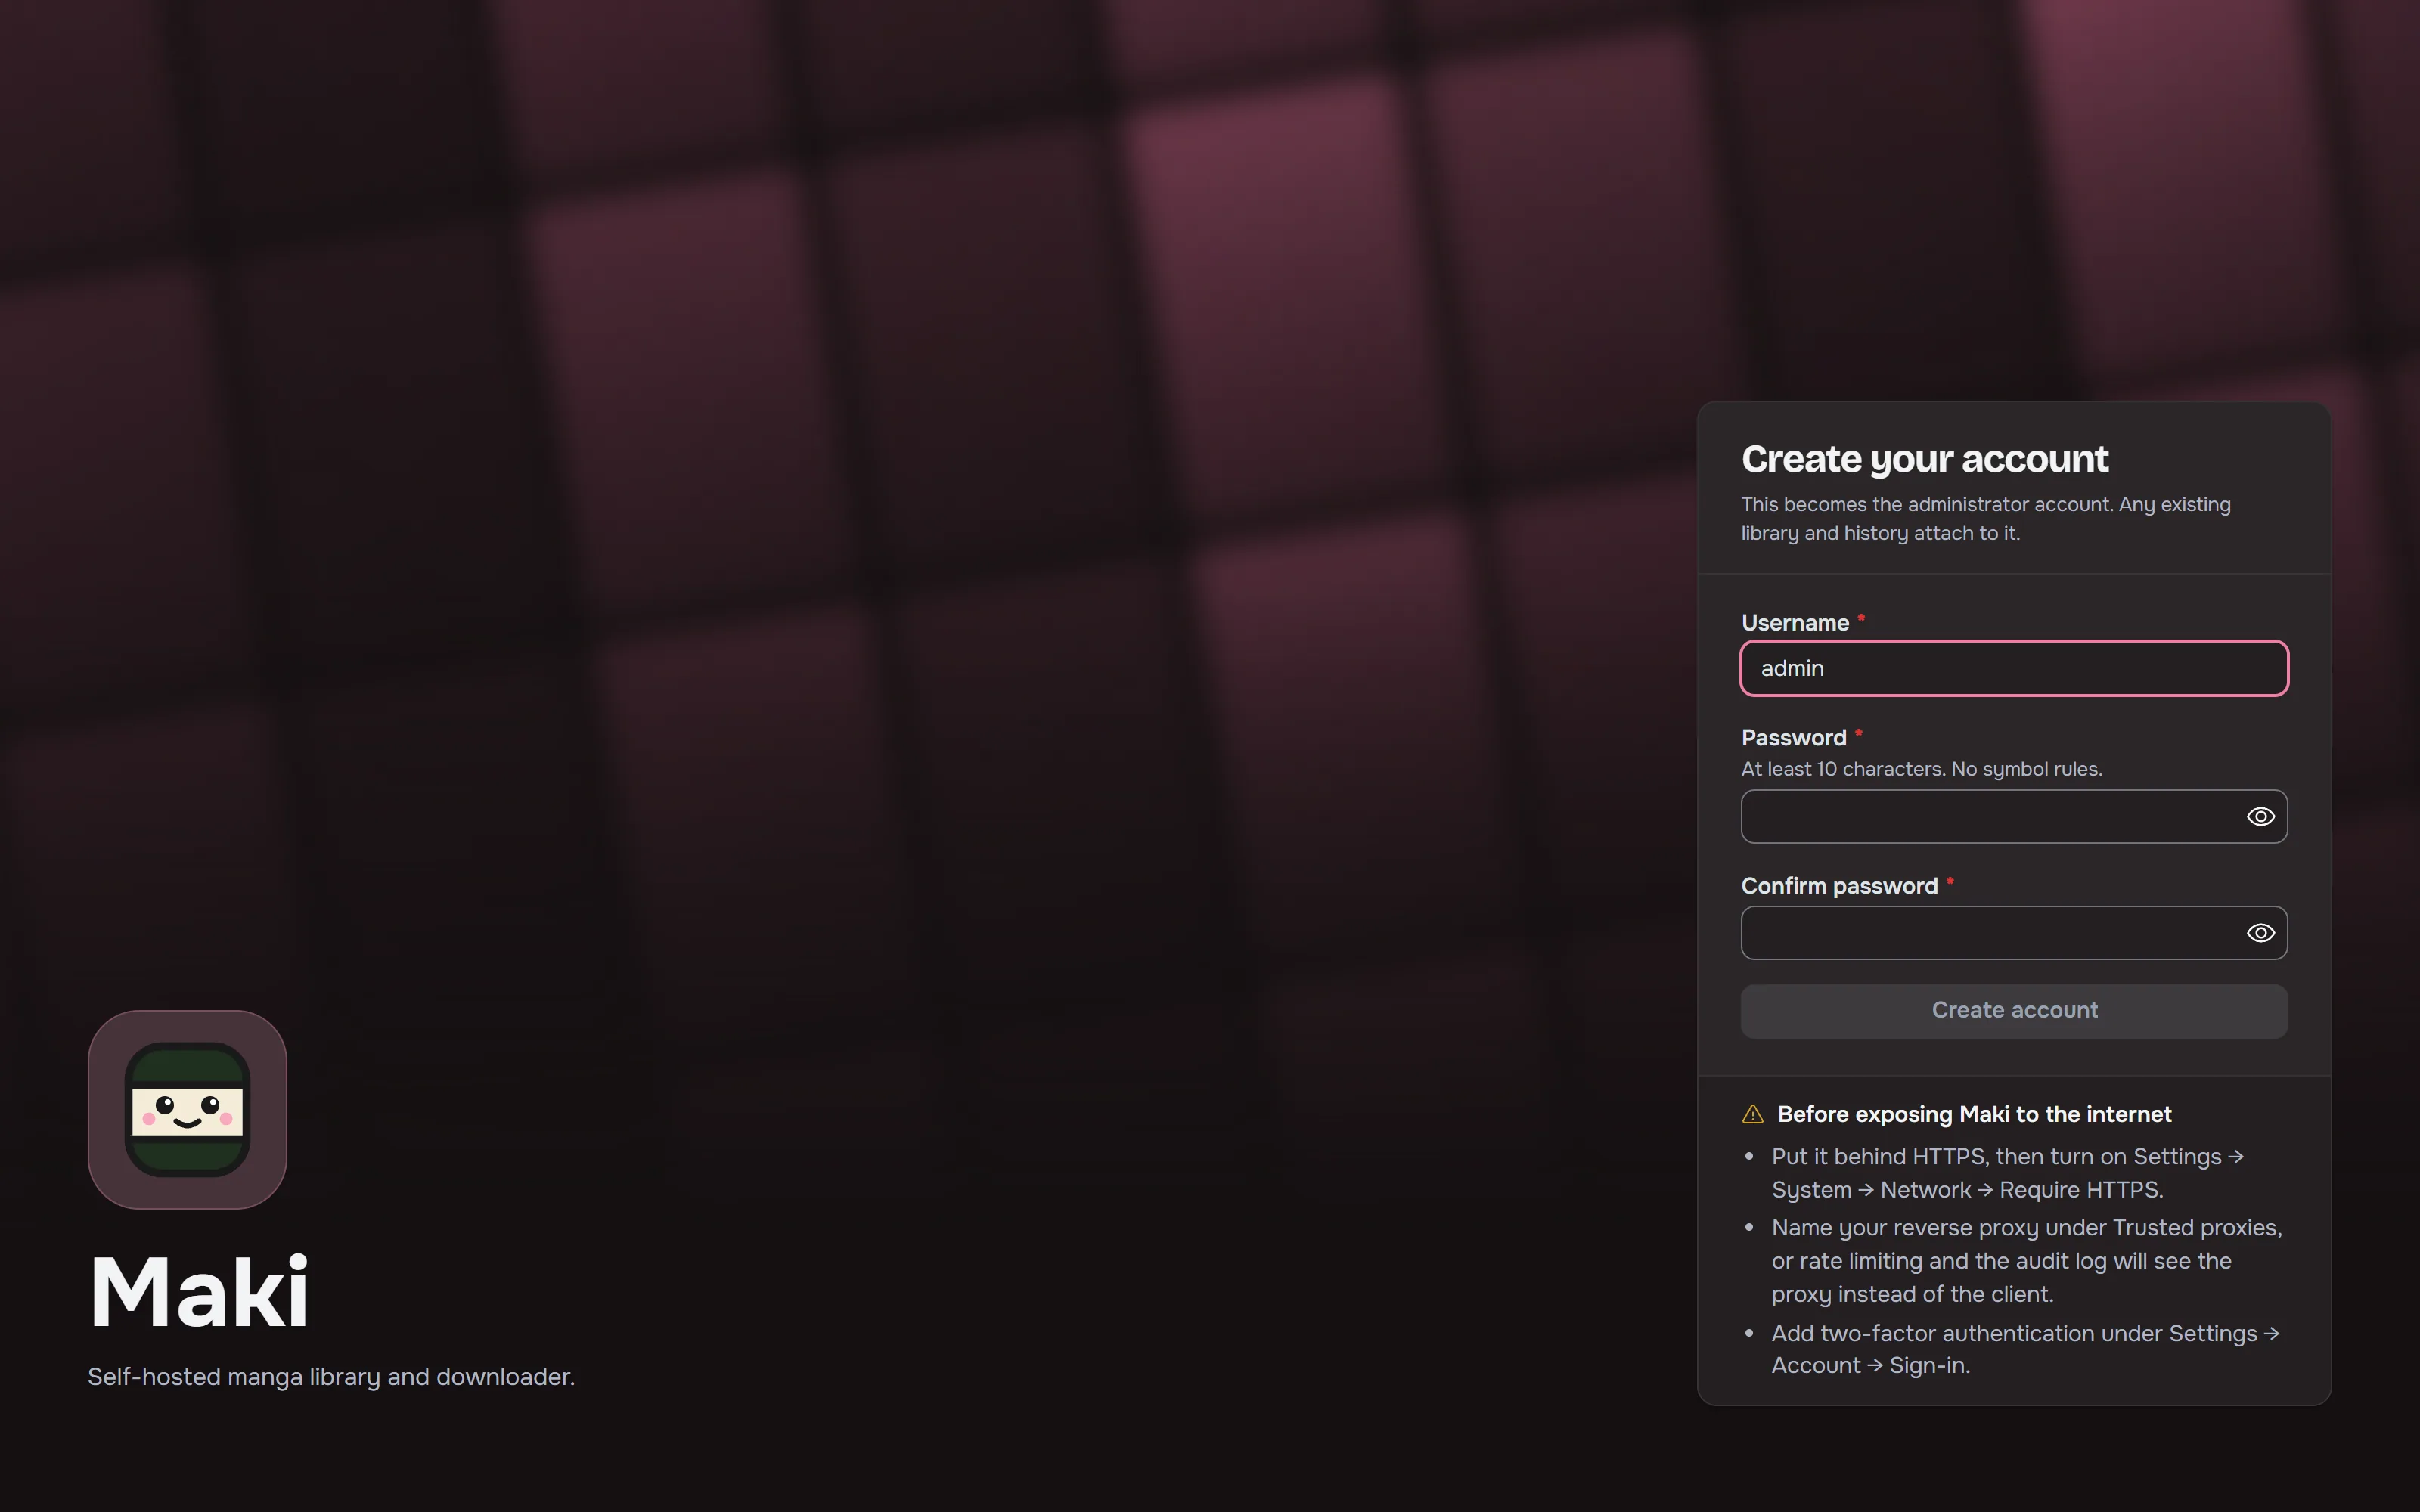 Create your account
This becomes the administrator account. Any existing
library and history attach to it.
Username *
admin
Password *
At least 10 characters. No symbol rules.
Confirm password *
Create account
Before exposing Maki to the internet
• Put it behind HTTPS, then turn on Settings →
System → Network → Require HTTPS.
• Name your reverse proxy under Trusted proxies,
or rate limiting and the audit log will see the
proxy instead of the client.
• Add two-factor authentication under Settings →
Account → Sign-in.
Maki
Self-hosted manga library and downloader.